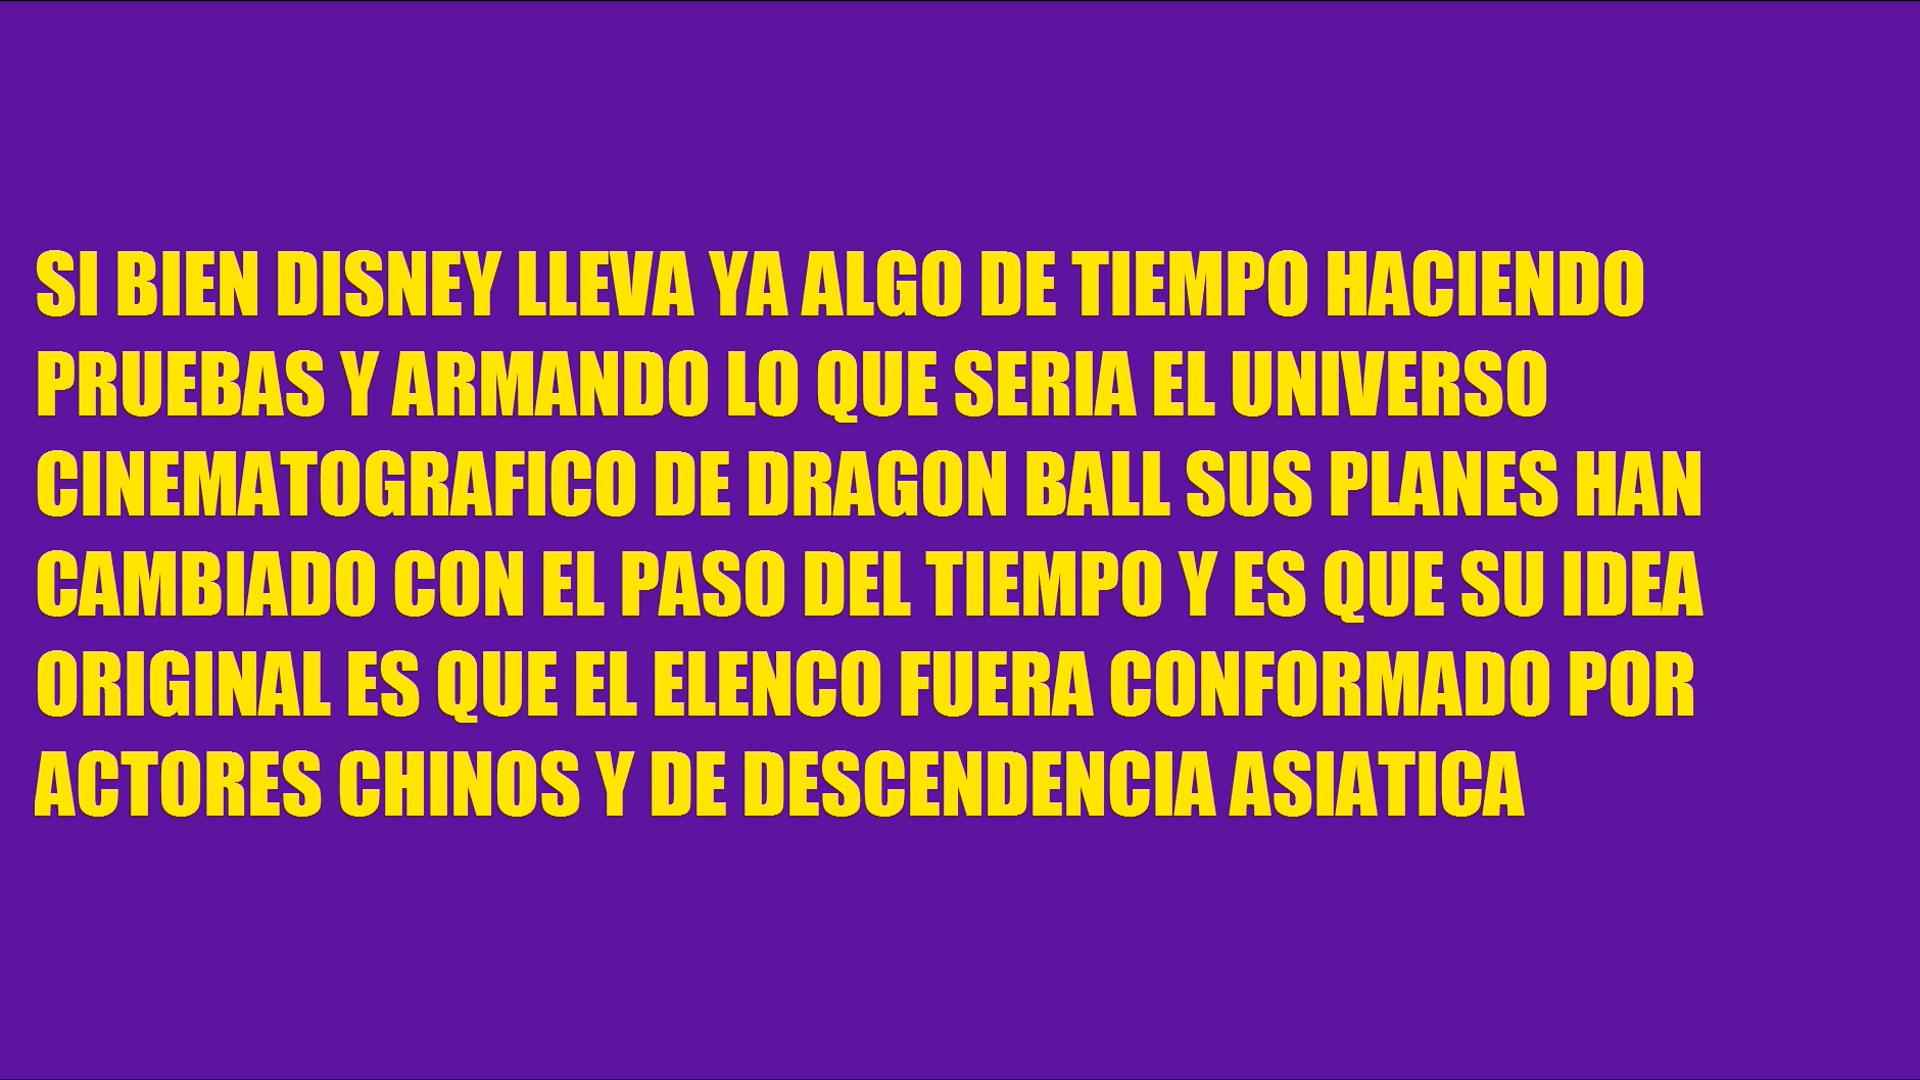 SI BIEN DISNEY LLEVA YA ALGO DE TIEMPO HACIENDO
PRUEBAS Y ARMANDO LO QUE SERIA EL UNIVERSO
CINEMATOGRAFICO DE DRAGON BALL SUS PLANES HAN
CAMBIADO CON EL PASO DEL TIEMPO Y ES QUE SU IDEA
ORIGINAL ES QUE EL ELENCO FUERA CONFORMADO POR
ACTORES CHINOS Y DE DESCENDENCIA ASIATICA